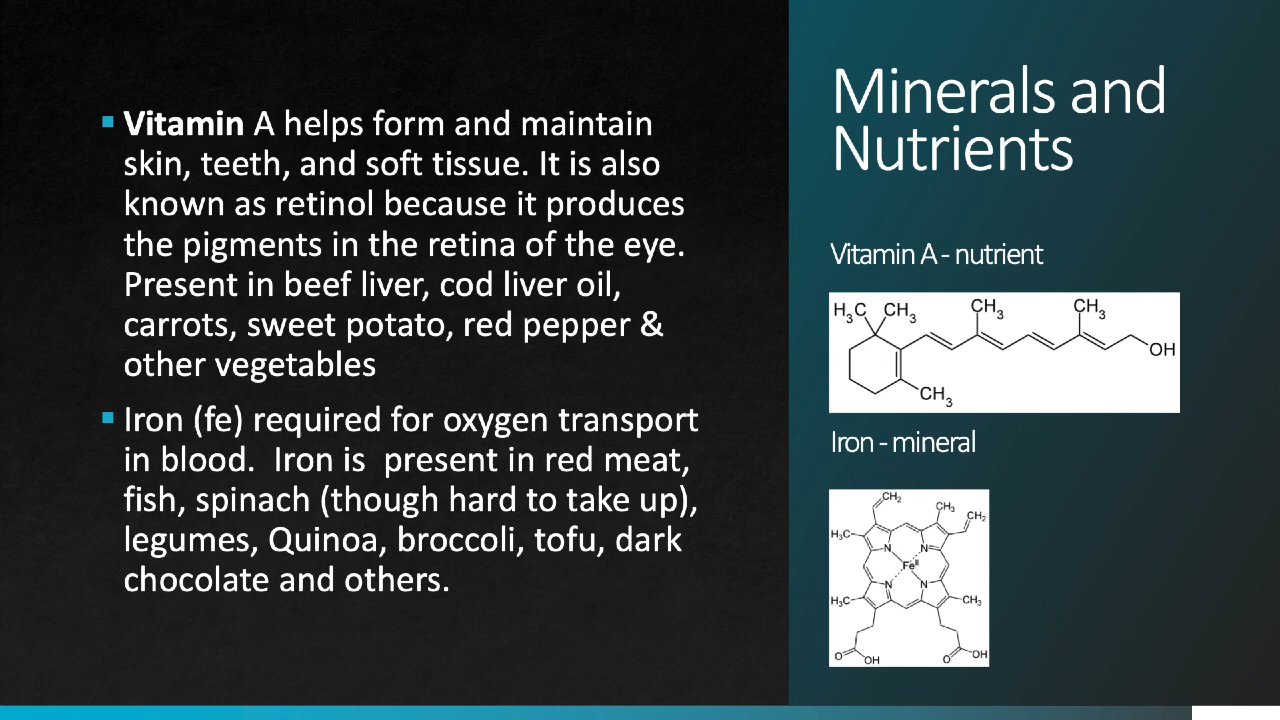 Minerals and
Nutrients
▪ Vitamin A helps form and maintain
skin, teeth, and soft tissue. It is also
known as retinol because it produces
the pigments in the retina of the eye.
Present in beef liver, cod liver oil,
carrots, sweet potato, red pepper &
other vegetables
▪ Iron (fe) required for oxygen transport
in blood.  Iron is  present in red meat,
fish, spinach (though hard to take up),
legumes, Quinoa, broccoli, tofu, dark
chocolate and others.
Vitamin A - nutrient
H₃C CH₃ CH₃ CH₃
OH
CH₃
Iron - mineral
CH₂
CH₃
CH₂
H₃C
N N
Feᴵᴵ
N N
H₃C CH₃
O OH O OH